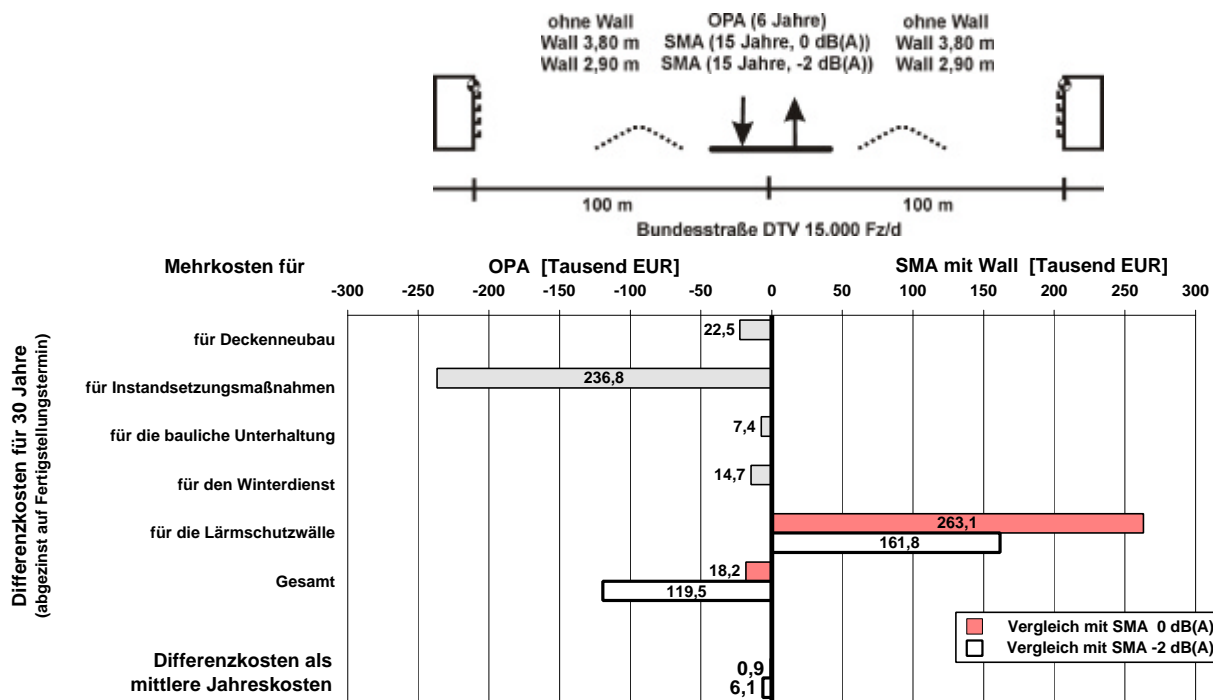 ohne Wall OPA (6 Jahre) ohne Wall
Wall 3,80 m SMA (15 Jahre, 0 dB(A)) Wall 3,80 m
Wall 2,90 m SMA (15 Jahre, -2 dB(A)) Wall 2,90 m
100 m 100 m
Bundesstraße DTV 15.000 Fz/d
Mehrkosten für OPA [Tausend EUR] SMA mit Wall [Tausend EUR]
-300 -250 -200 -150 -100 -50 0 50 100 150 200 250 300
Differenzkosten für 30 Jahre
(abgezinst auf Fertigstellungstermin)
für Deckenneubau 22,5
für Instandsetzungsmaßnahmen 236,8
für die bauliche Unterhaltung 7,4
für den Winterdienst 14,7
für die Lärmschutzwälle 263,1
161,8
Gesamt 18,2
119,5
Vergleich mit SMA 0 dB(A)
Vergleich mit SMA -2 dB(A)
Differenzkosten als 0,9
mittlere Jahreskosten 6,1